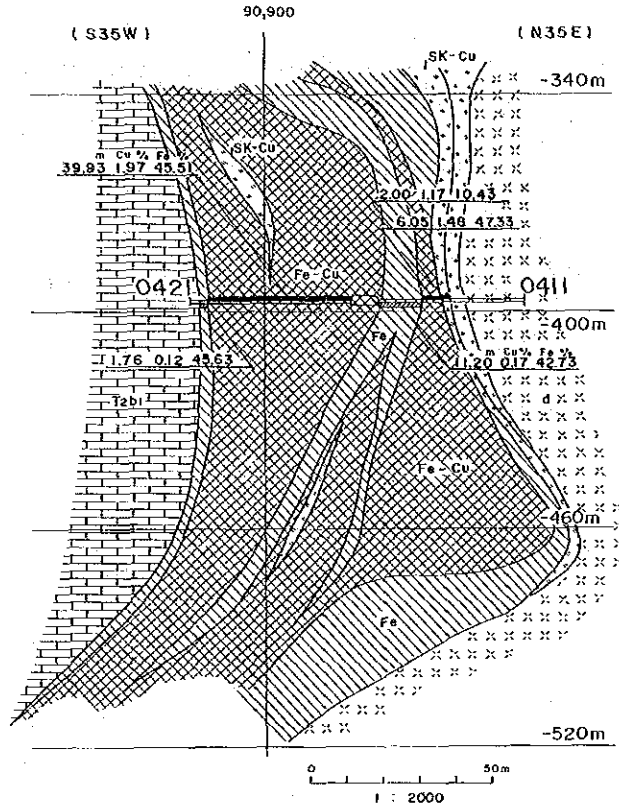 90,900
(S35W) (N35E)
SK-Cu
-340m
SK-Cu
m Cu% Fe%
39.93 1.97 45.51
2.00 1.17 10.43
6.05 1.48 47.33
Fe-Cu
0421 0411
-400m
Fe
1.76 0.12 45.63
m Cu% Fe%
11.20 0.17 42.73
T2b1
d
Fe-Cu
-460m
Fe
-520m
0 50m
1 : 2000